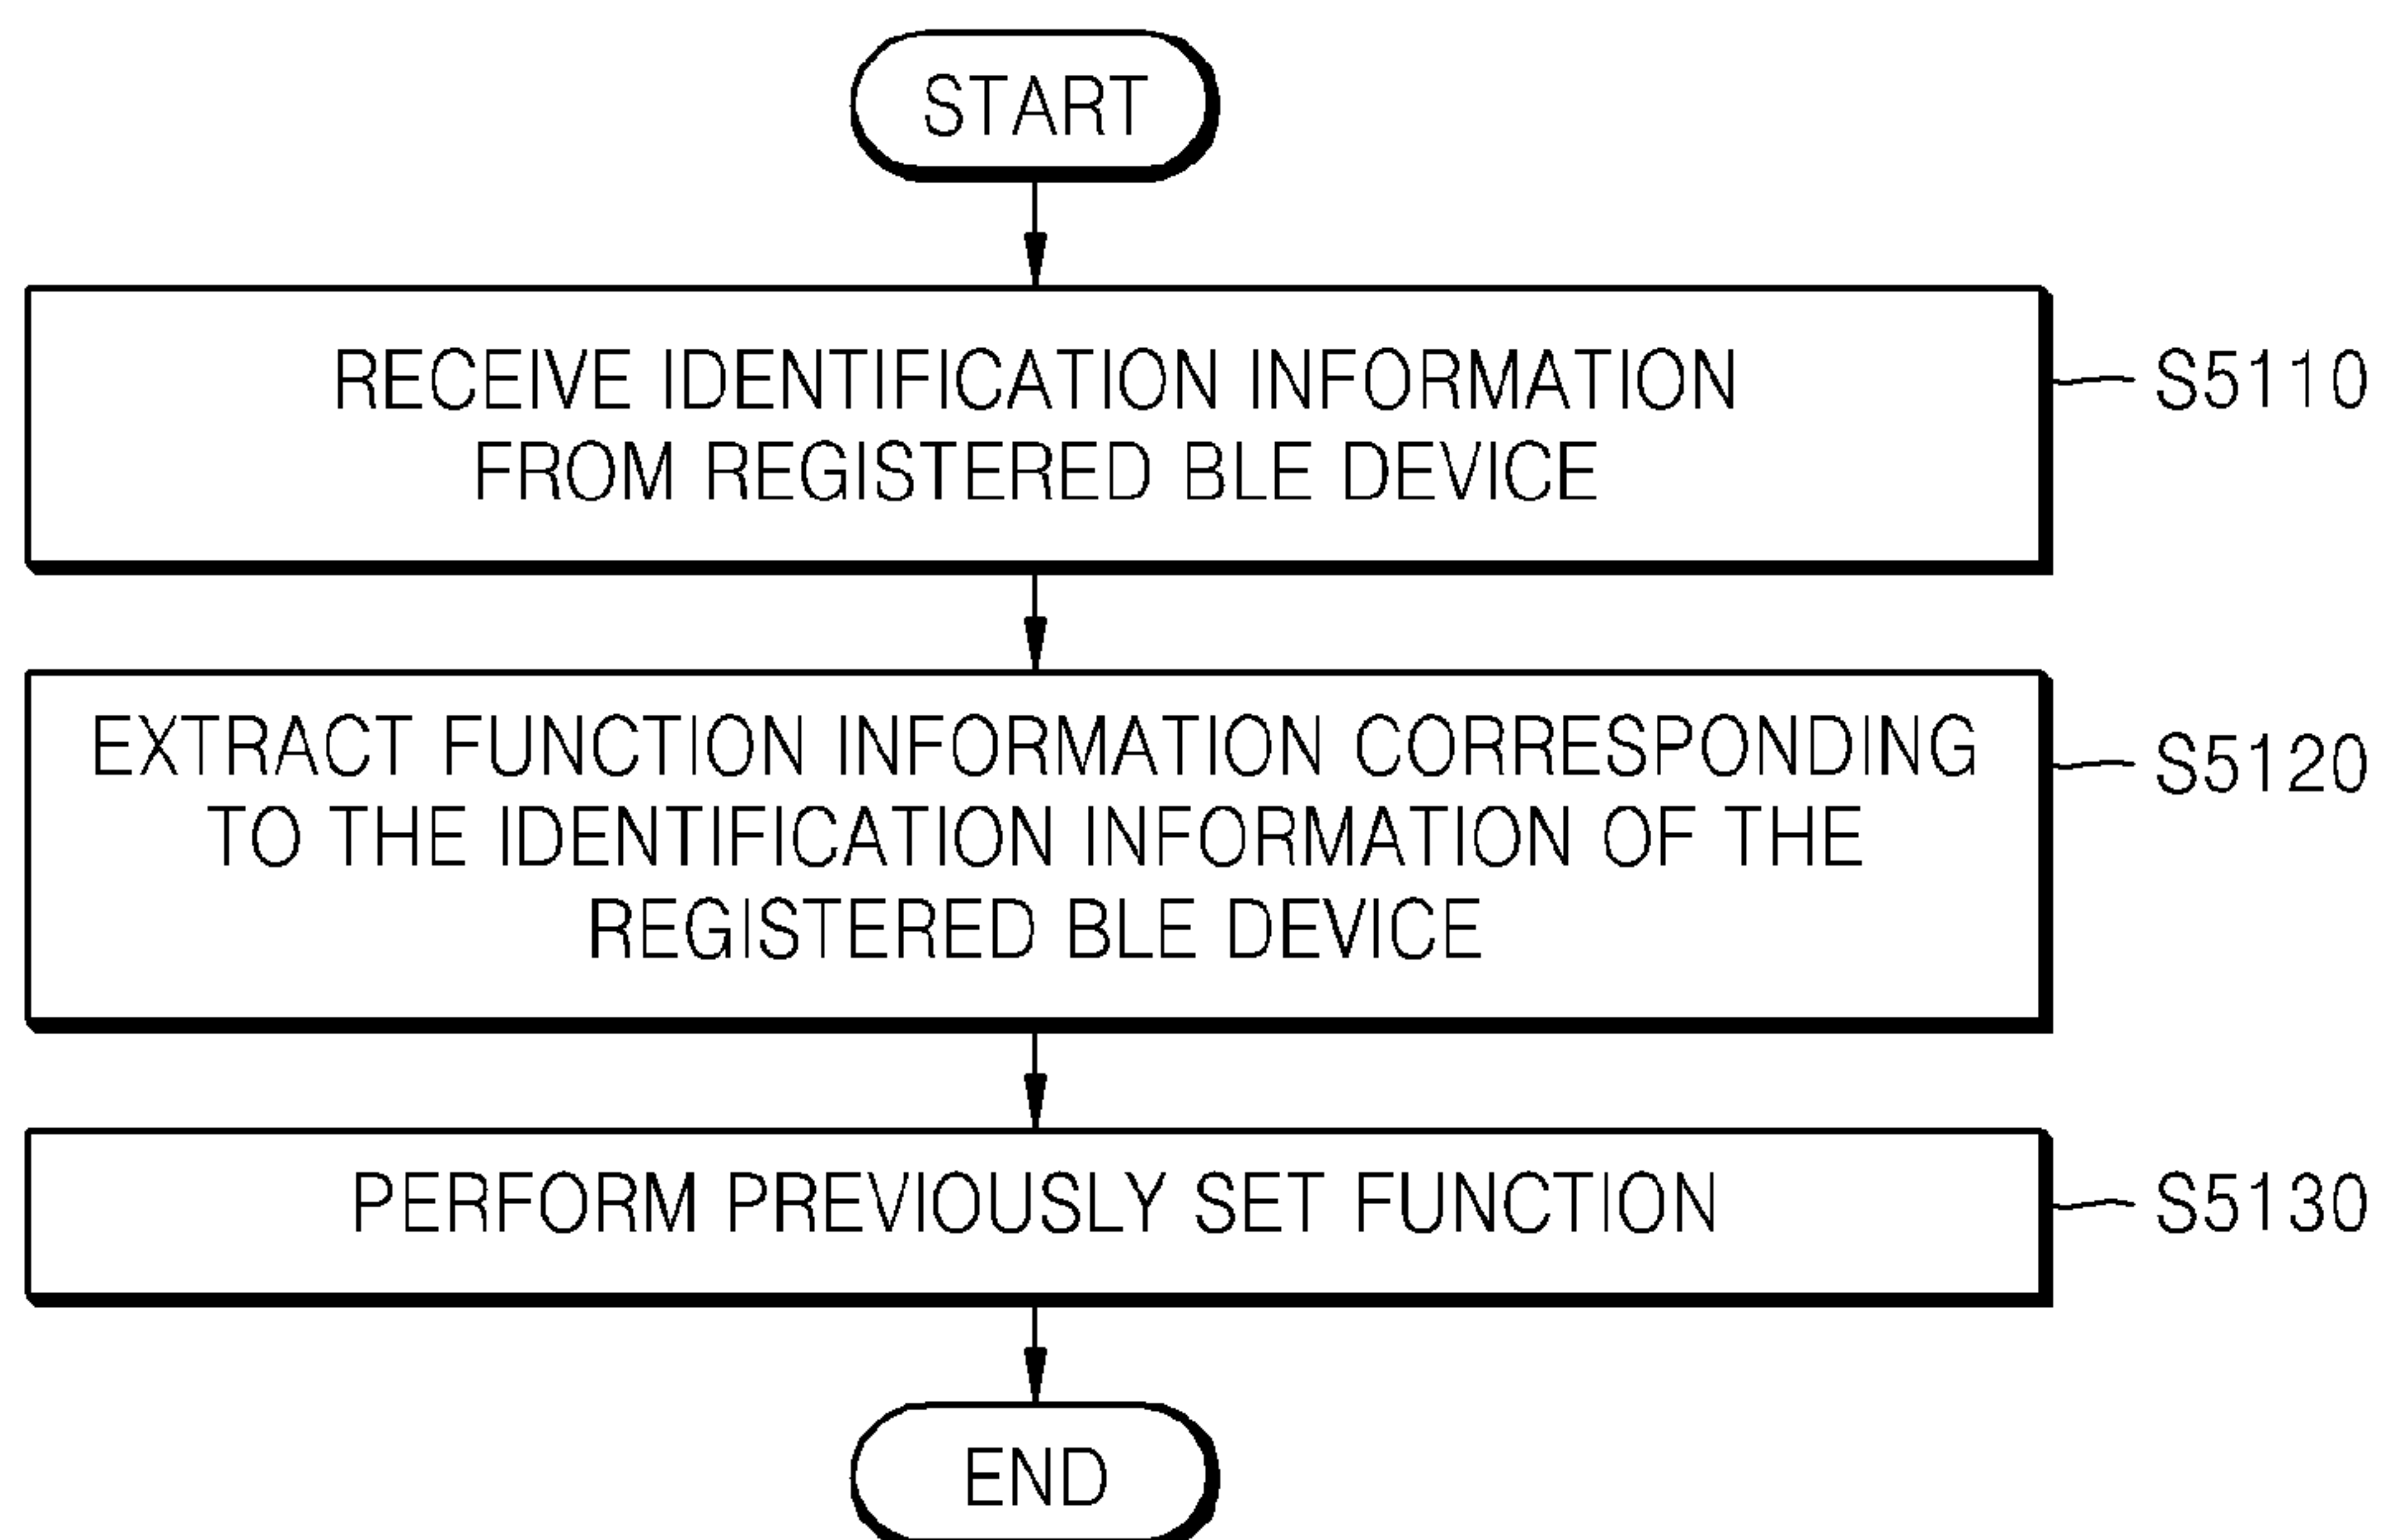 START
RECEIVE IDENTIFICATION INFORMATION
FROM REGISTERED BLE DEVICE
S5110
EXTRACT FUNCTION INFORMATION CORRESPONDING
TO THE IDENTIFICATION INFORMATION OF THE
REGISTERED BLE DEVICE
S5120
PERFORM PREVIOUSLY SET FUNCTION
S5130
END